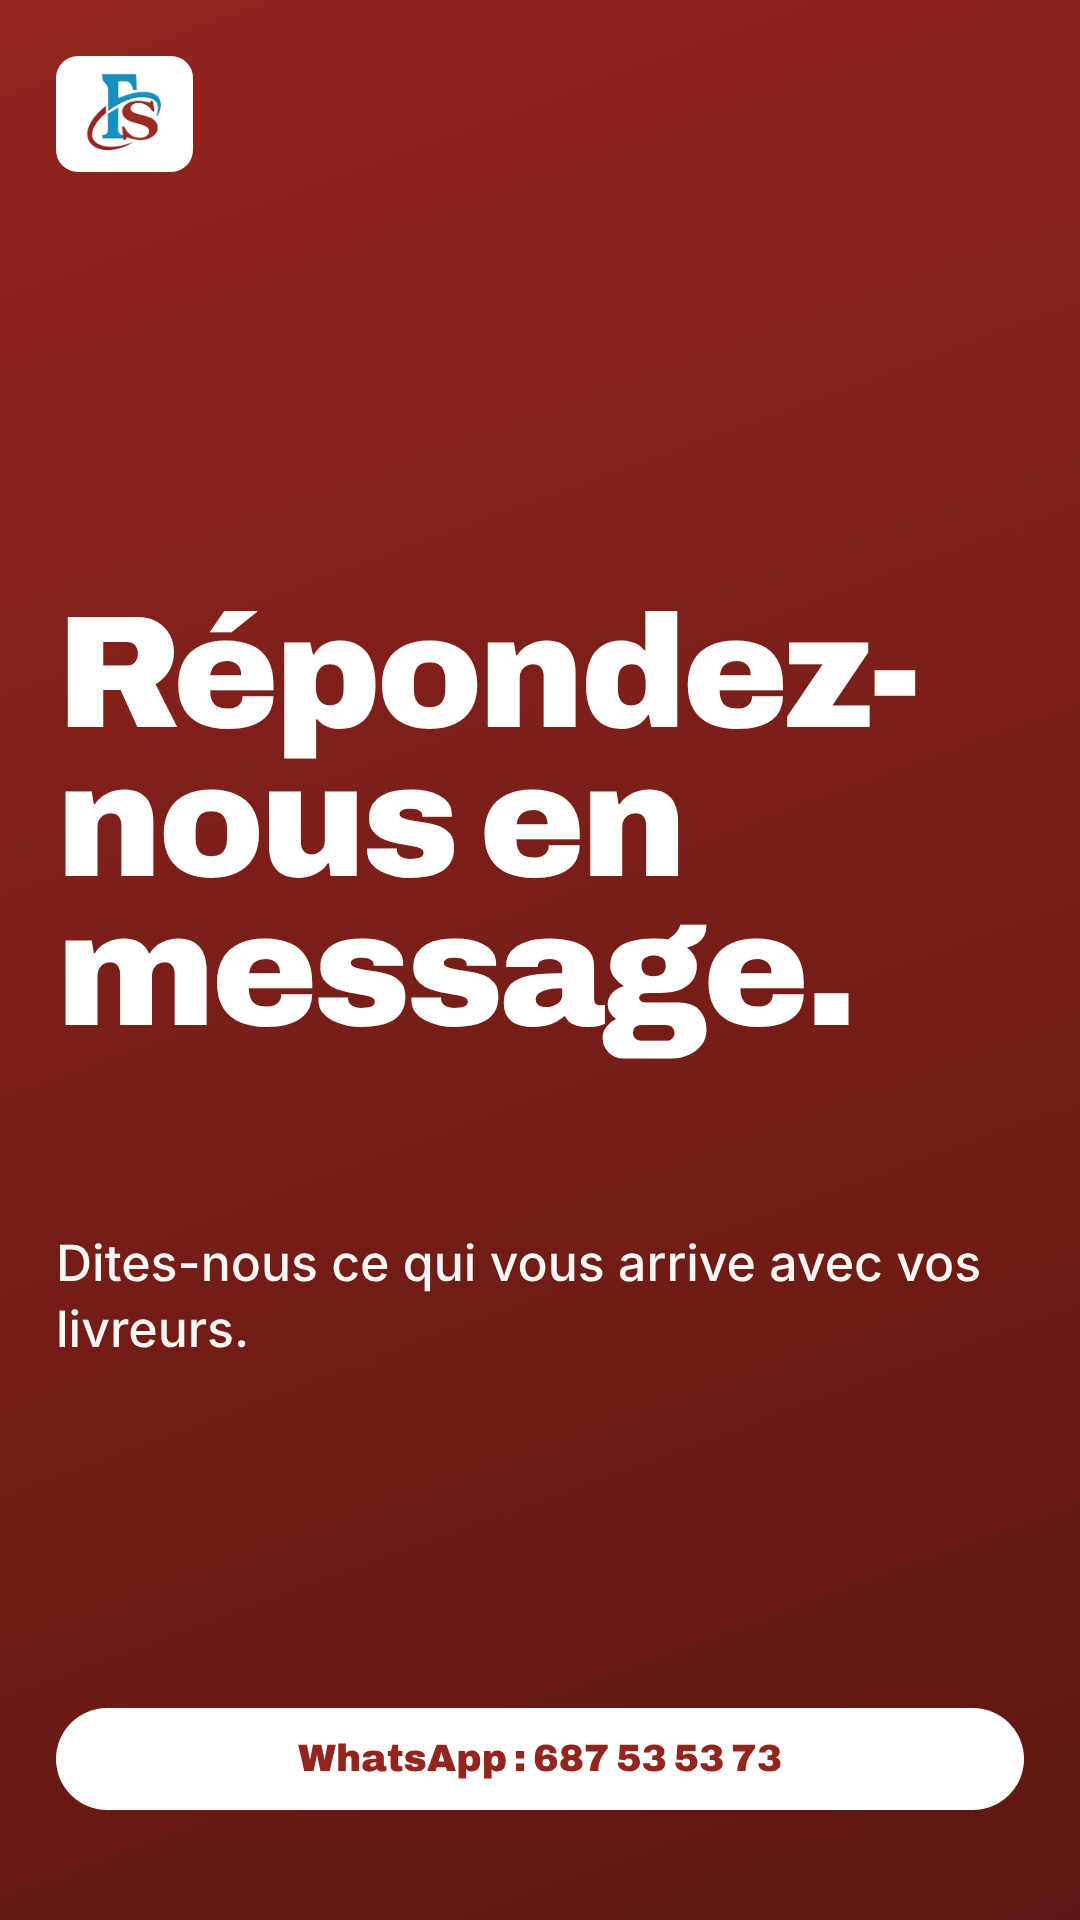 FS
Répondez-
nous en
message.
Dites-nous ce qui vous arrive avec vos
livreurs.
WhatsApp : 687 53 53 73